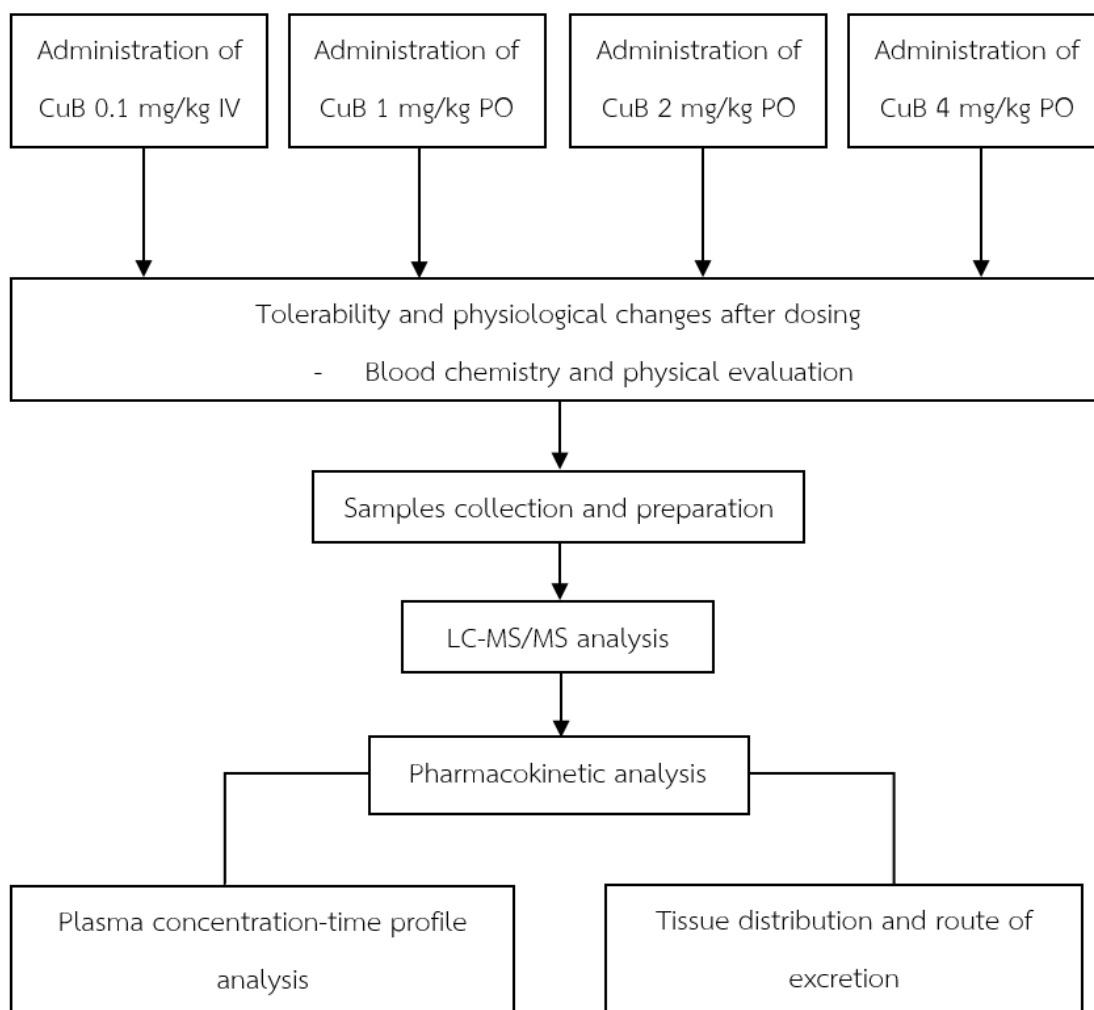 Administration of
CuB 0.1 mg/kg IV
Administration of
CuB 1 mg/kg PO
Administration of
CuB 2 mg/kg PO
Administration of
CuB 4 mg/kg PO
Tolerability and physiological changes after dosing
- Blood chemistry and physical evaluation
Samples collection and preparation
LC-MS/MS analysis
Pharmacokinetic analysis
Plasma concentration-time profile
analysis
Tissue distribution and route of
excretion